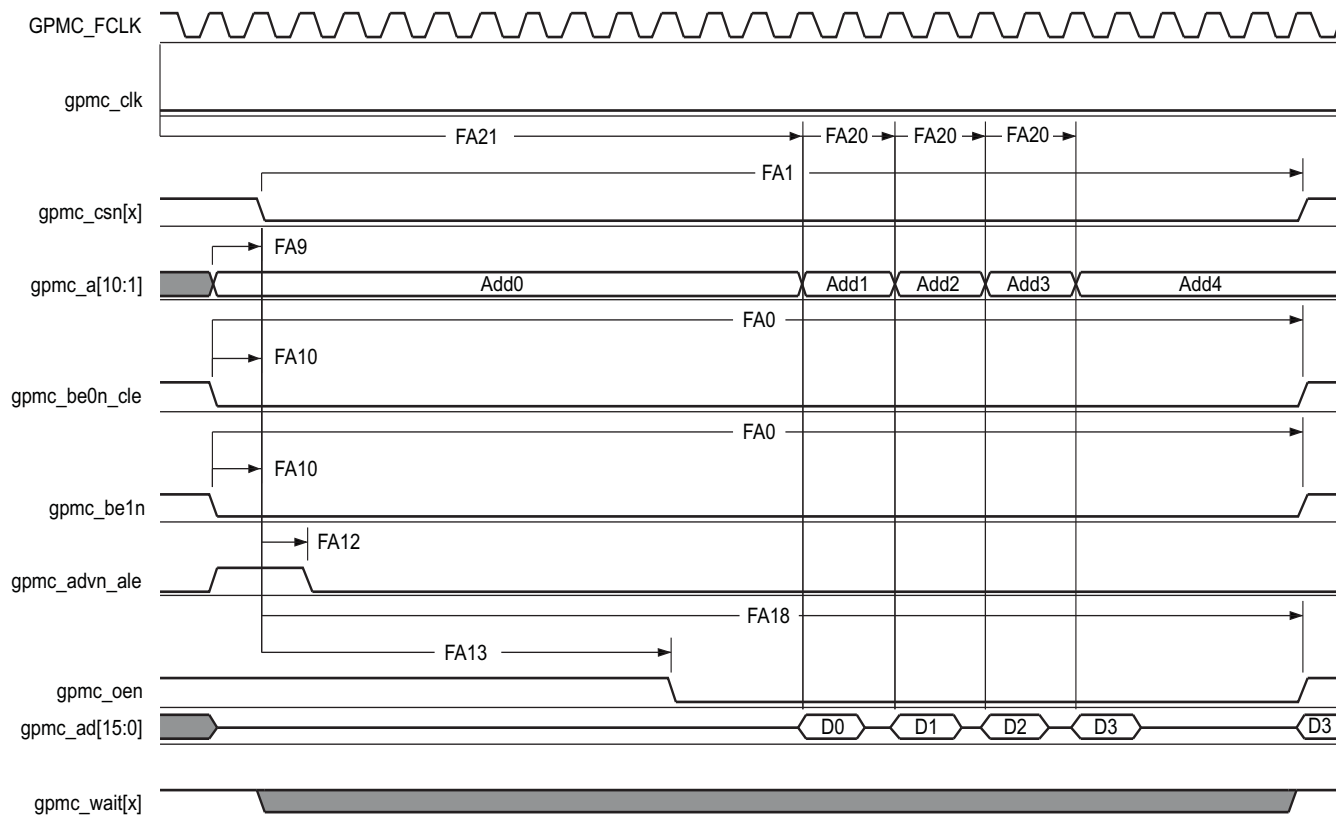 GPMC_FCLK
gpmc_clk
FA21 FA20 FA20 FA20
FA1
gpmc_csn[x]
FA9
gpmc_a[10:1] Add0 Add1 Add2 Add3 Add4
FA0
FA10
gpmc_be0n_cle
FA0
FA10
gpmc_be1n
FA12
gpmc_advn_ale
FA18
FA13
gpmc_oen
gpmc_ad[15:0] D0 D1 D2 D3 D3
gpmc_wait[x]